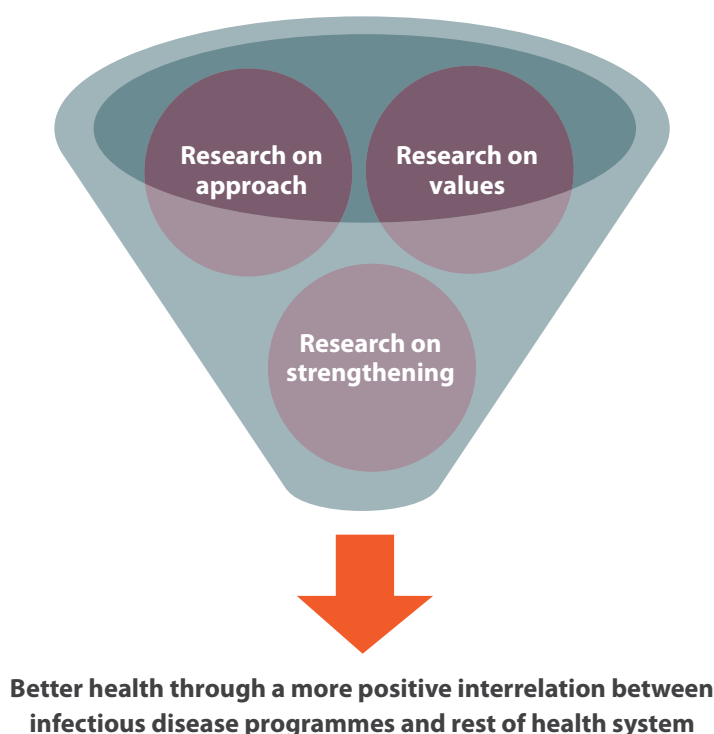 Research on
approach
Research on
values
Research on
strengthening
Better health through a more positive interrelation between
infectious disease programmes and rest of health system